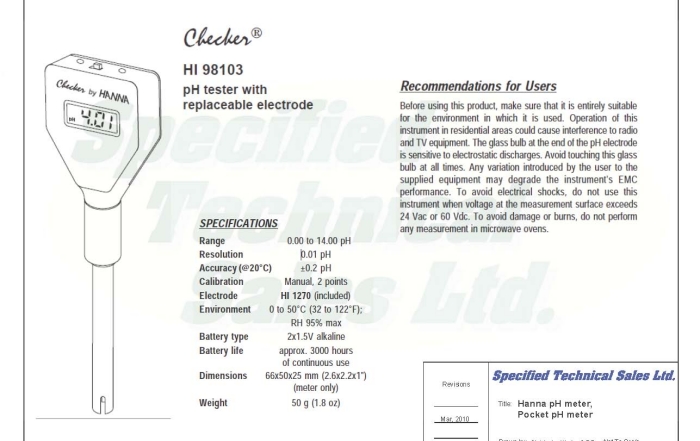 Checker®
HI 98103
pH tester with
replaceable electrode
Checker by HANNA
pH 4.01
Recommendations for Users
Before using this product, make sure that it is entirely suitable
for the environment in which it is used. Operation of this
instrument in residential areas could cause interference to radio
and TV equipment. The glass bulb at the end of the pH electrode
is sensitive to electrostatic discharges. Avoid touching this glass
bulb at all times. Any variation introduced by the user to the
supplied equipment may degrade the instrument's EMC
performance. To avoid electrical shocks, do not use this
instrument when voltage at the measurement surface exceeds
24 Vac or 60 Vdc. To avoid damage or burns, do not perform
any measurement in microwave ovens.
Specified
Technical
Sales Ltd.
SPECIFICATIONS
Range 0.00 to 14.00 pH
Resolution 0.01 pH
Accuracy (@20°C) ±0.2 pH
Calibration Manual, 2 points
Electrode HI 1270 (included)
Environment 0 to 50°C (32 to 122°F);
RH 95% max
Battery type 2x1.5V alkaline
Battery life approx. 3000 hours
of continuous use
Dimensions 66x50x25 mm (2.6x2.2x1")
(meter only)
Weight 50 g (1.8 oz)
Revisions
Mar, 2010
Specified Technical Sales Ltd.
Title: Hanna pH meter,
Pocket pH meter